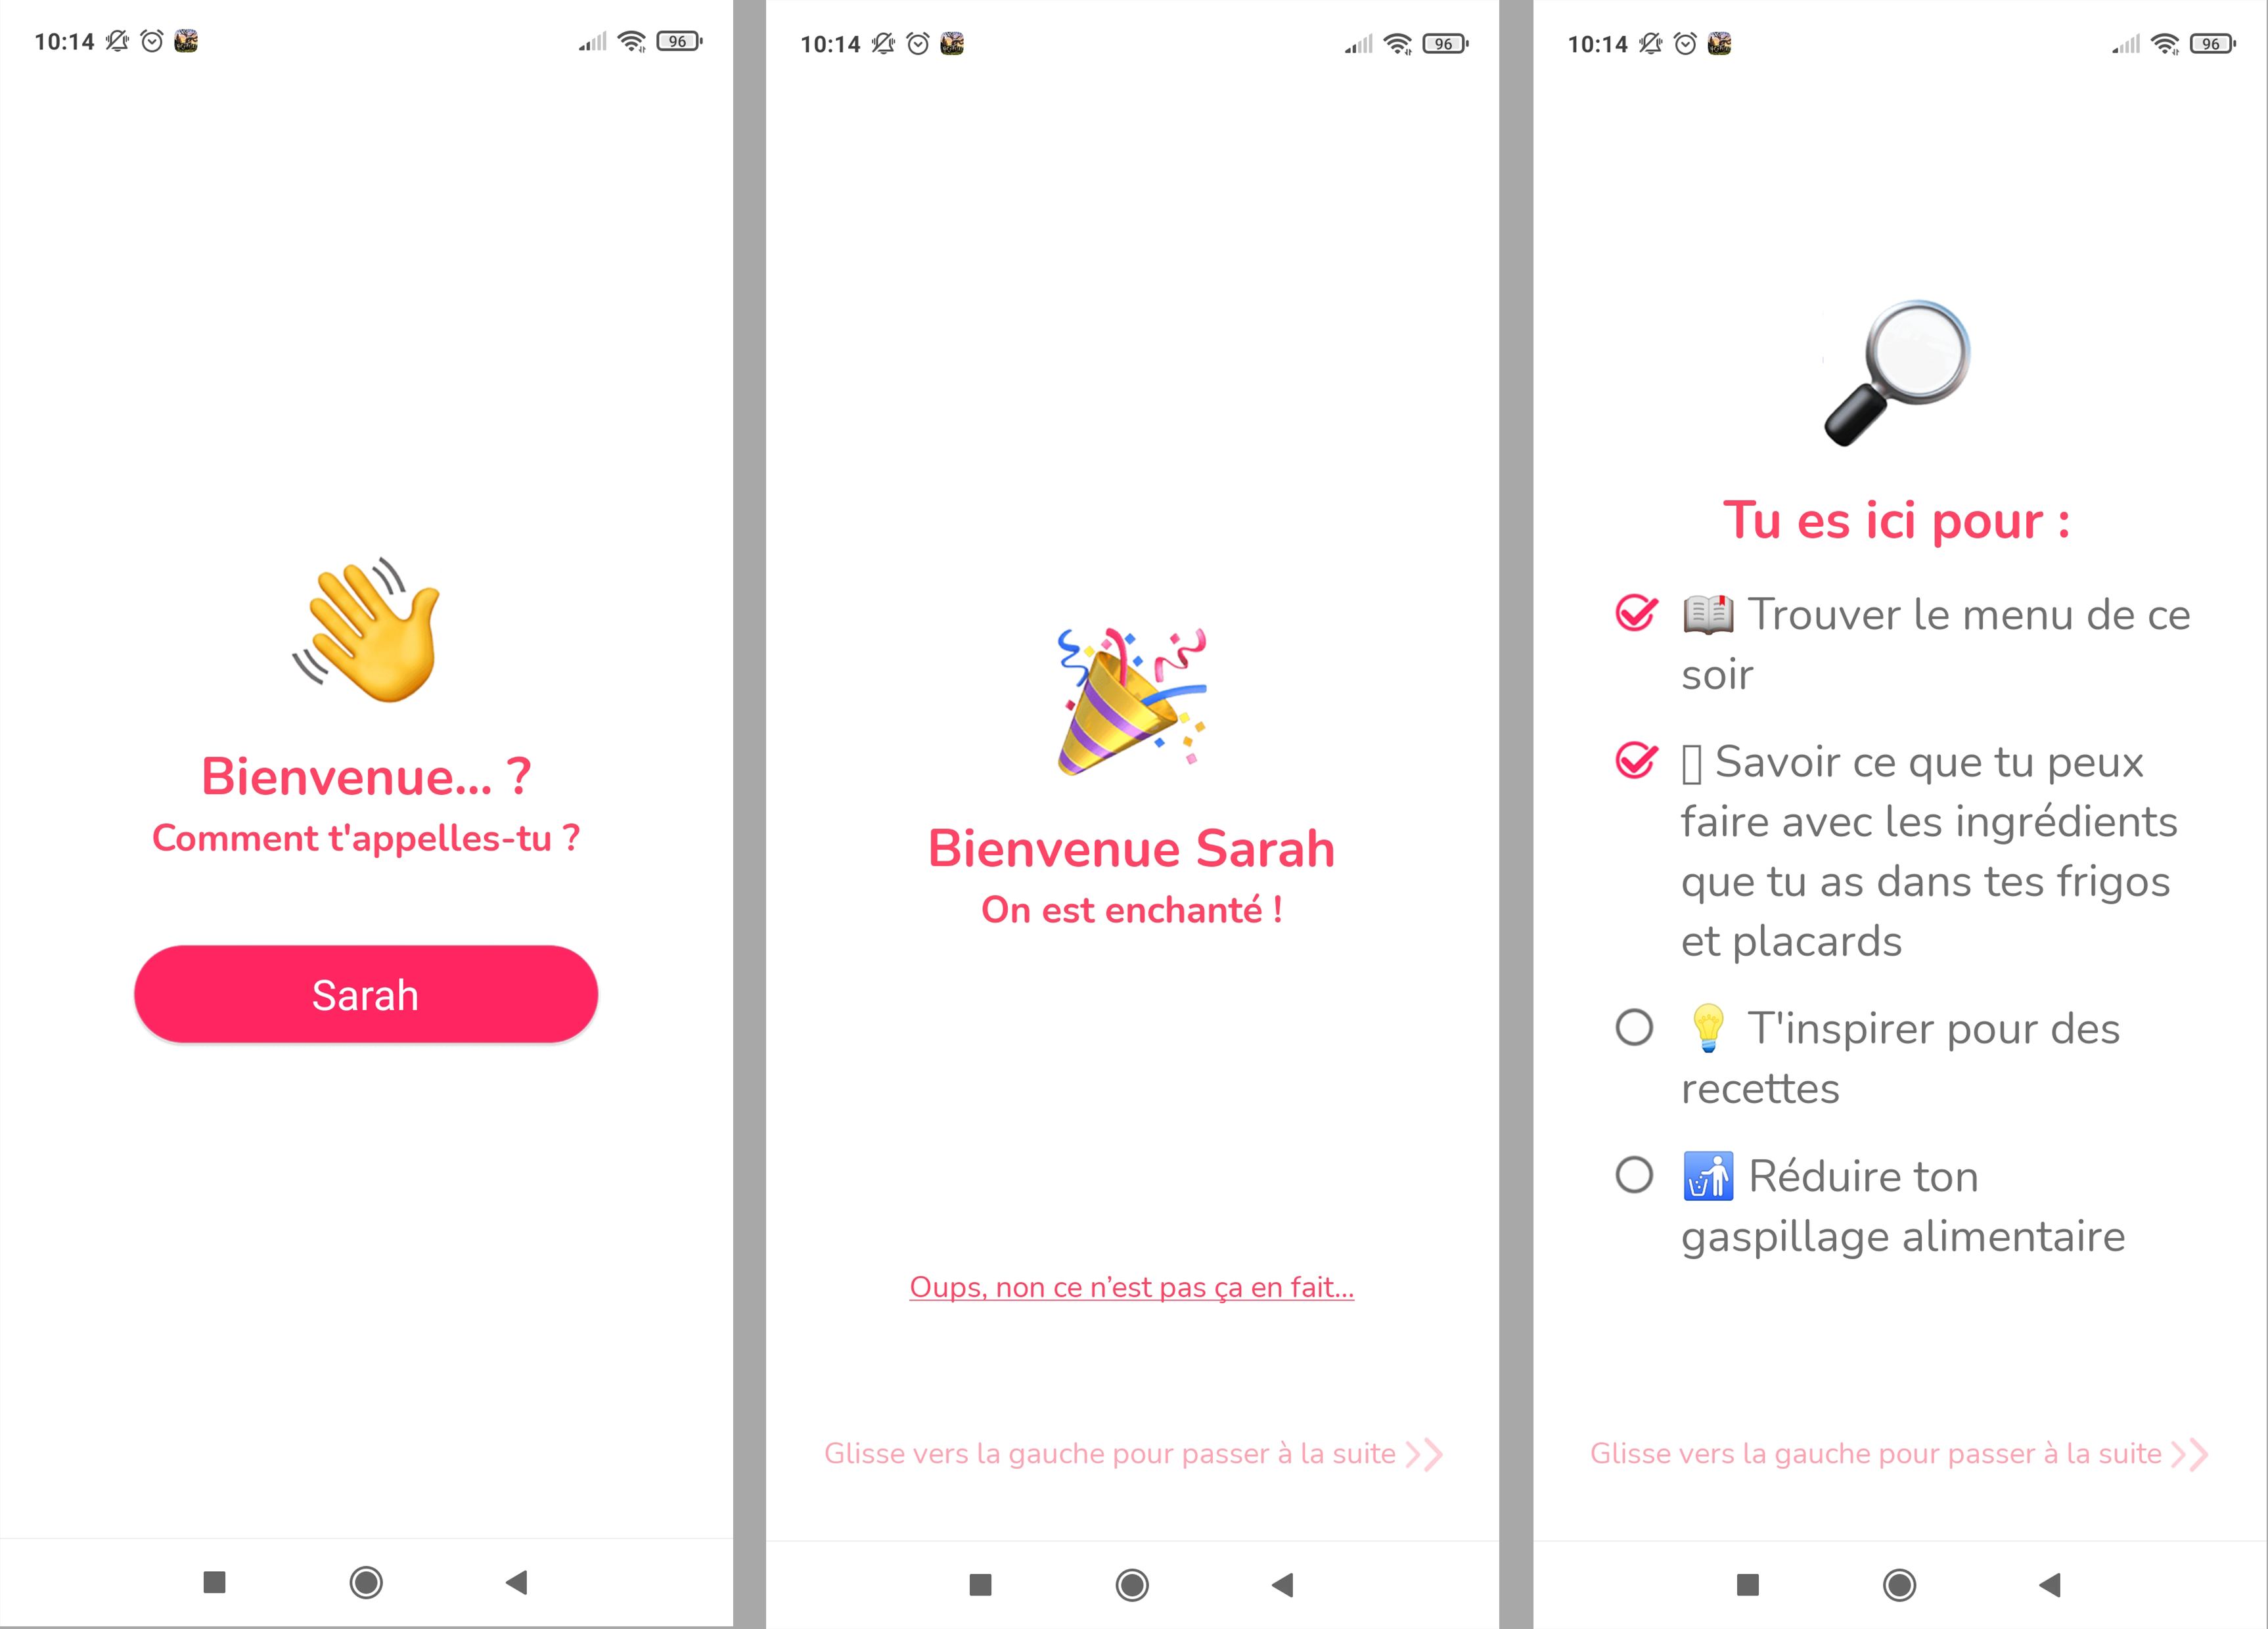 10:14
96
Bienvenue... ?
Comment t'appelles-tu ?
Sarah
10:14
96
Bienvenue Sarah
On est enchanté !
Oups, non ce n’est pas ça en fait...
Glisse vers la gauche pour passer à la suite
10:14
96
Tu es ici pour :
Trouver le menu de ce
soir
Savoir ce que tu peux
faire avec les ingrédients
que tu as dans tes frigos
et placards
T'inspirer pour des
recettes
Réduire ton
gaspillage alimentaire
Glisse vers la gauche pour passer à la suite